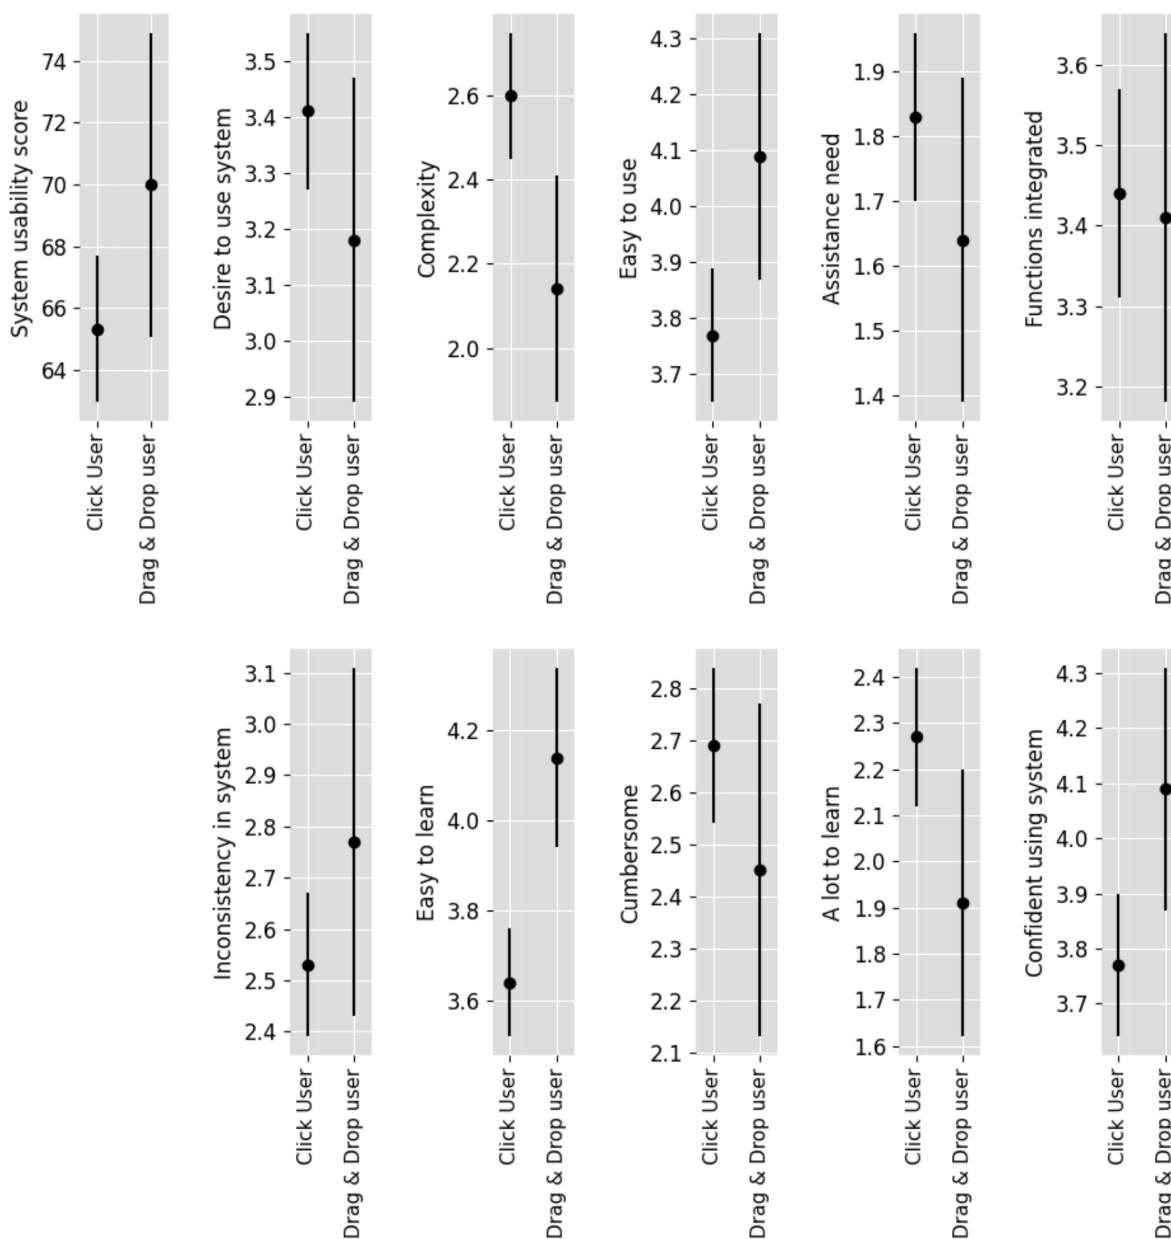 System usability score
74
72
70
68
66
64
Click User
Drag & Drop user
Desire to use system
3.5
3.4
3.3
3.2
3.1
3.0
2.9
Click User
Drag & Drop user
Complexity
2.6
2.4
2.2
2.0
Click User
Drag & Drop user
Easy to use
4.3
4.2
4.1
4.0
3.9
3.8
3.7
Click User
Drag & Drop user
Assistance need
1.9
1.8
1.7
1.6
1.5
1.4
Click User
Drag & Drop user
Functions integrated
3.6
3.5
3.4
3.3
3.2
Click User
Drag & Drop user
Inconsistency in system
3.1
3.0
2.9
2.8
2.7
2.6
2.5
2.4
Click User
Drag & Drop user
Easy to learn
4.2
4.0
3.8
3.6
Click User
Drag & Drop user
Cumbersome
2.8
2.7
2.6
2.5
2.4
2.3
2.2
2.1
Click User
Drag & Drop user
A lot to learn
2.4
2.3
2.2
2.1
2.0
1.9
1.8
1.7
1.6
Click User
Drag & Drop user
Confident using system
4.3
4.2
4.1
4.0
3.9
3.8
3.7
Click User
Drag & Drop user